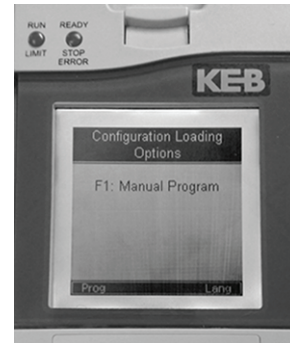 RUN READY
LIMIT STOP
ERROR
KEB
Configuration Loading
Options
F1: Manual Program
Prog Lang